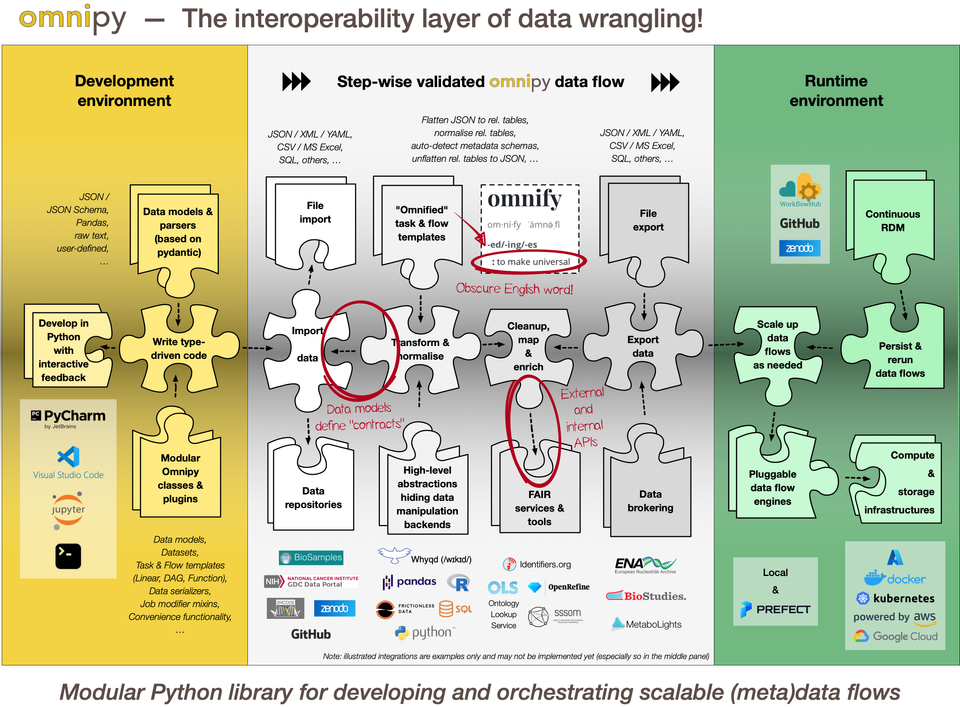 omnipy — The interoperability layer of data wrangling!
Development
environment
JSON /
JSON Schema,
Pandas,
raw text,
user-defined,
...
Data models &
parsers
(based on
pydantic)
Develop in
Python
with
interactive
feedback
Write type-
driven code
PC PyCharm
by JetBrains
Visual Studio Code
jupyter
Modular
Omnipy
classes &
plugins
Data models,
Datasets,
Task & Flow templates
(Linear, DAG, Function),
Data serializers,
Job modifier mixins,
Convenience functionality,
...
Step-wise validated omnipy data flow
JSON / XML / YAML,
CSV / MS Excel,
SQL, others, ...
Flatten JSON to rel. tables,
normalise rel. tables,
auto-detect metadata schemas,
unflatten rel. tables to JSON, ...
JSON / XML / YAML,
CSV / MS Excel,
SQL, others, ...
File
import
"Omnified"
task & flow
templates
omnify
om·ni·fy
-ed/-ing/-es
: to make universal
Obscure English word!
File
export
Import
data
Transform &
normalise
Cleanup,
map
&
enrich
Export
data
Data models
define "contracts"
External
and
internal
APIs
Data
repositories
High-level
abstractions
hiding data
manipulation
backends
FAIR
services &
tools
Data
brokering
BioSamples
NIH NATIONAL CANCER INSTITUTE
GDC Data Portal
ENCODE
zenodo
GitHub
Whyqd (/wɪkɪd/)
pandas
R
FRICTIONLESS
DATA
SQL
python
Identifiers.org
OLS
Ontology
Lookup
Service
OpenRefine
sssom
ENA
European Nucleotide Archive
BioStudies.
MetaboLights
Note: illustrated integrations are examples only and may not be implemented yet (especially so in the middle panel)
Runtime
environment
WorkflowHub
GitHub
zenodo
Continuous
RDM
Scale up
data
flows
as needed
Persist &
rerun
data flows
Pluggable
data flow
engines
Compute
&
storage
infrastructures
Local
&
PREFECT
docker
kubernetes
powered by aws
Google Cloud
Modular Python library for developing and orchestrating scalable (meta)data flows